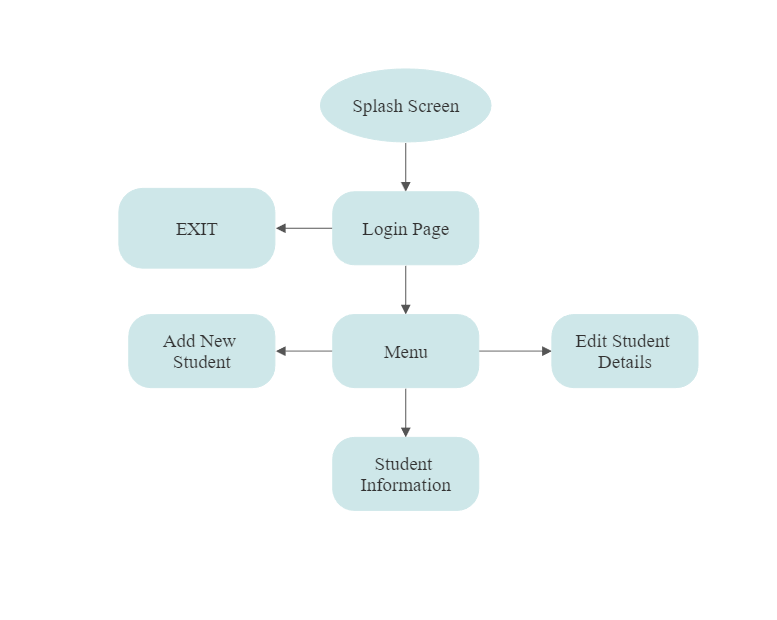 Splash Screen
EXIT
Login Page
Add New
Student
Menu
Edit Student
Details
Student
Information